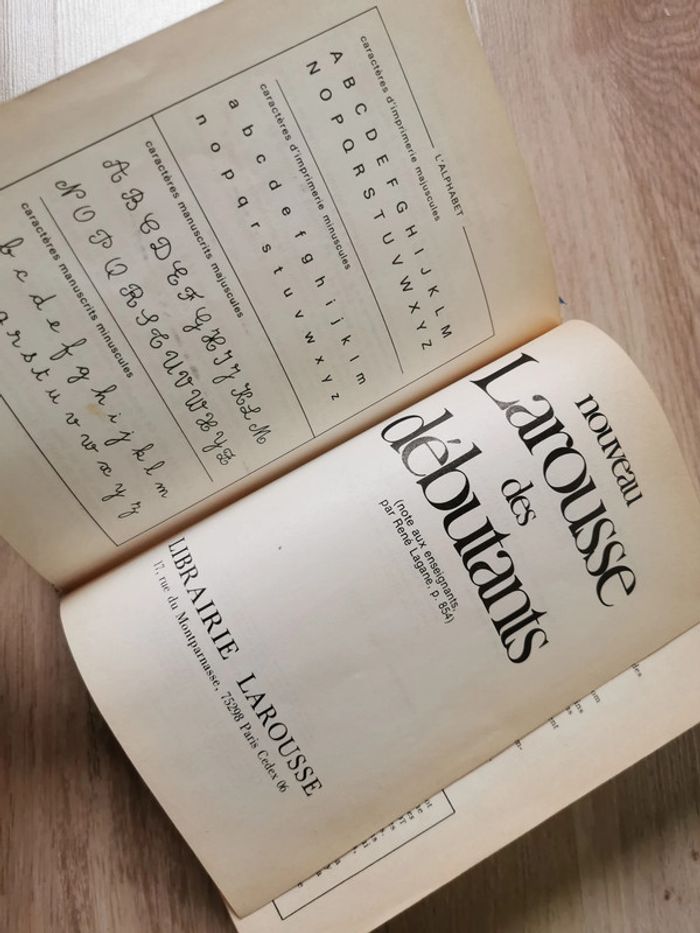 L'ALPHABET
caractères d'imprimerie majuscules
A B C D E F G H I J K L M
N O P Q R S T U V W X Y Z
caractères d'imprimerie minuscules
a b c d e f g h i j k l m
n o p q r s t u v w x y z
caractères manuscrits majuscules
A B C D E F G H I J K L M
N O P Q R S T U V W X Y Z
caractères manuscrits minuscules
b c d e f g h i j k l m
q r s t u v w x y z
nouveau
Larousse
des
débutants
(note aux enseignants,
par René Lagane, p. 854)
LIBRAIRIE LAROUSSE
17, rue du Montparnasse, 75298 Paris Cedex 06